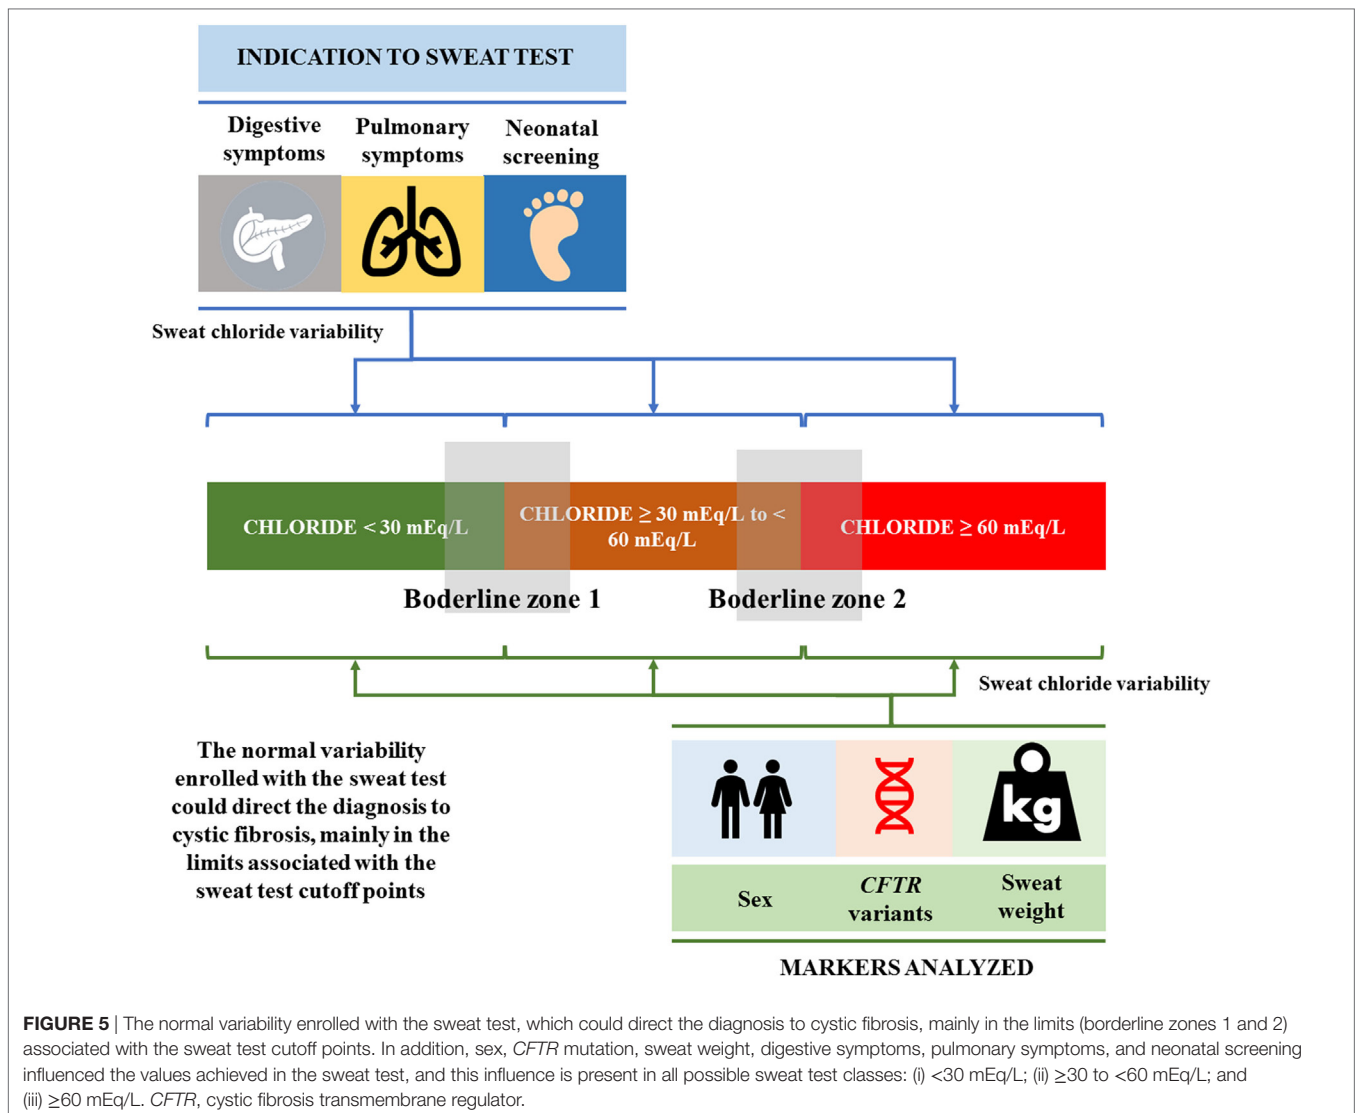 INDICATION TO SWEAT TEST
Digestive
symptoms
Pulmonary
symptoms
Neonatal
screening
Sweat chloride variability
CHLORIDE < 30 mEq/L
CHLORIDE ≥ 30 mEq/L to <
60 mEq/L
CHLORIDE ≥ 60 mEq/L
Boderline zone 1
Boderline zone 2
Sweat chloride variability
The normal variability
enrolled with the sweat test
could direct the diagnosis to
cystic fibrosis, mainly in the
limits associated with the
sweat test cutoff points
kg
Sex
CFTR
variants
Sweat
weight
MARKERS ANALYZED
FIGURE 5 | The normal variability enrolled with the sweat test, which could direct the diagnosis to cystic fibrosis, mainly in the limits (borderline zones 1 and 2)
associated with the sweat test cutoff points. In addition, sex, CFTR mutation, sweat weight, digestive symptoms, pulmonary symptoms, and neonatal screening
influenced the values achieved in the sweat test, and this influence is present in all possible sweat test classes: (i) <30 mEq/L; (ii) ≥30 to <60 mEq/L; and
(iii) ≥60 mEq/L. CFTR, cystic fibrosis transmembrane regulator.